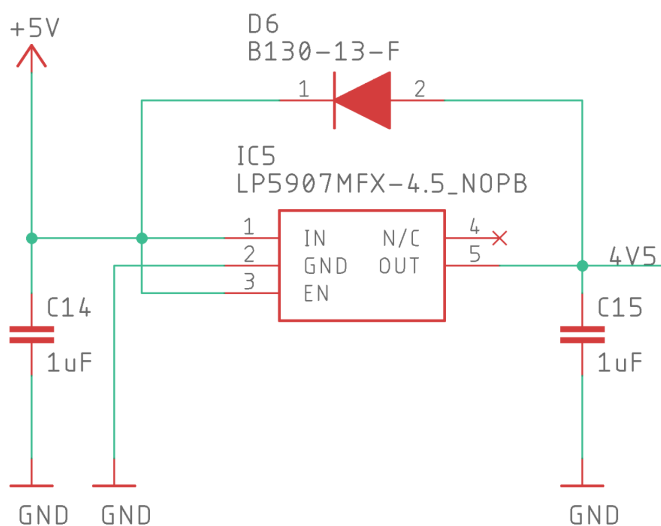 D6
B130-13-F
+5V
1
2
IC5
LP5907MFX-4.5_NOPB
1 IN N/C 4
2 GND OUT 5
3 EN
4V5
C14
1uF
C15
1uF
GND
GND
GND